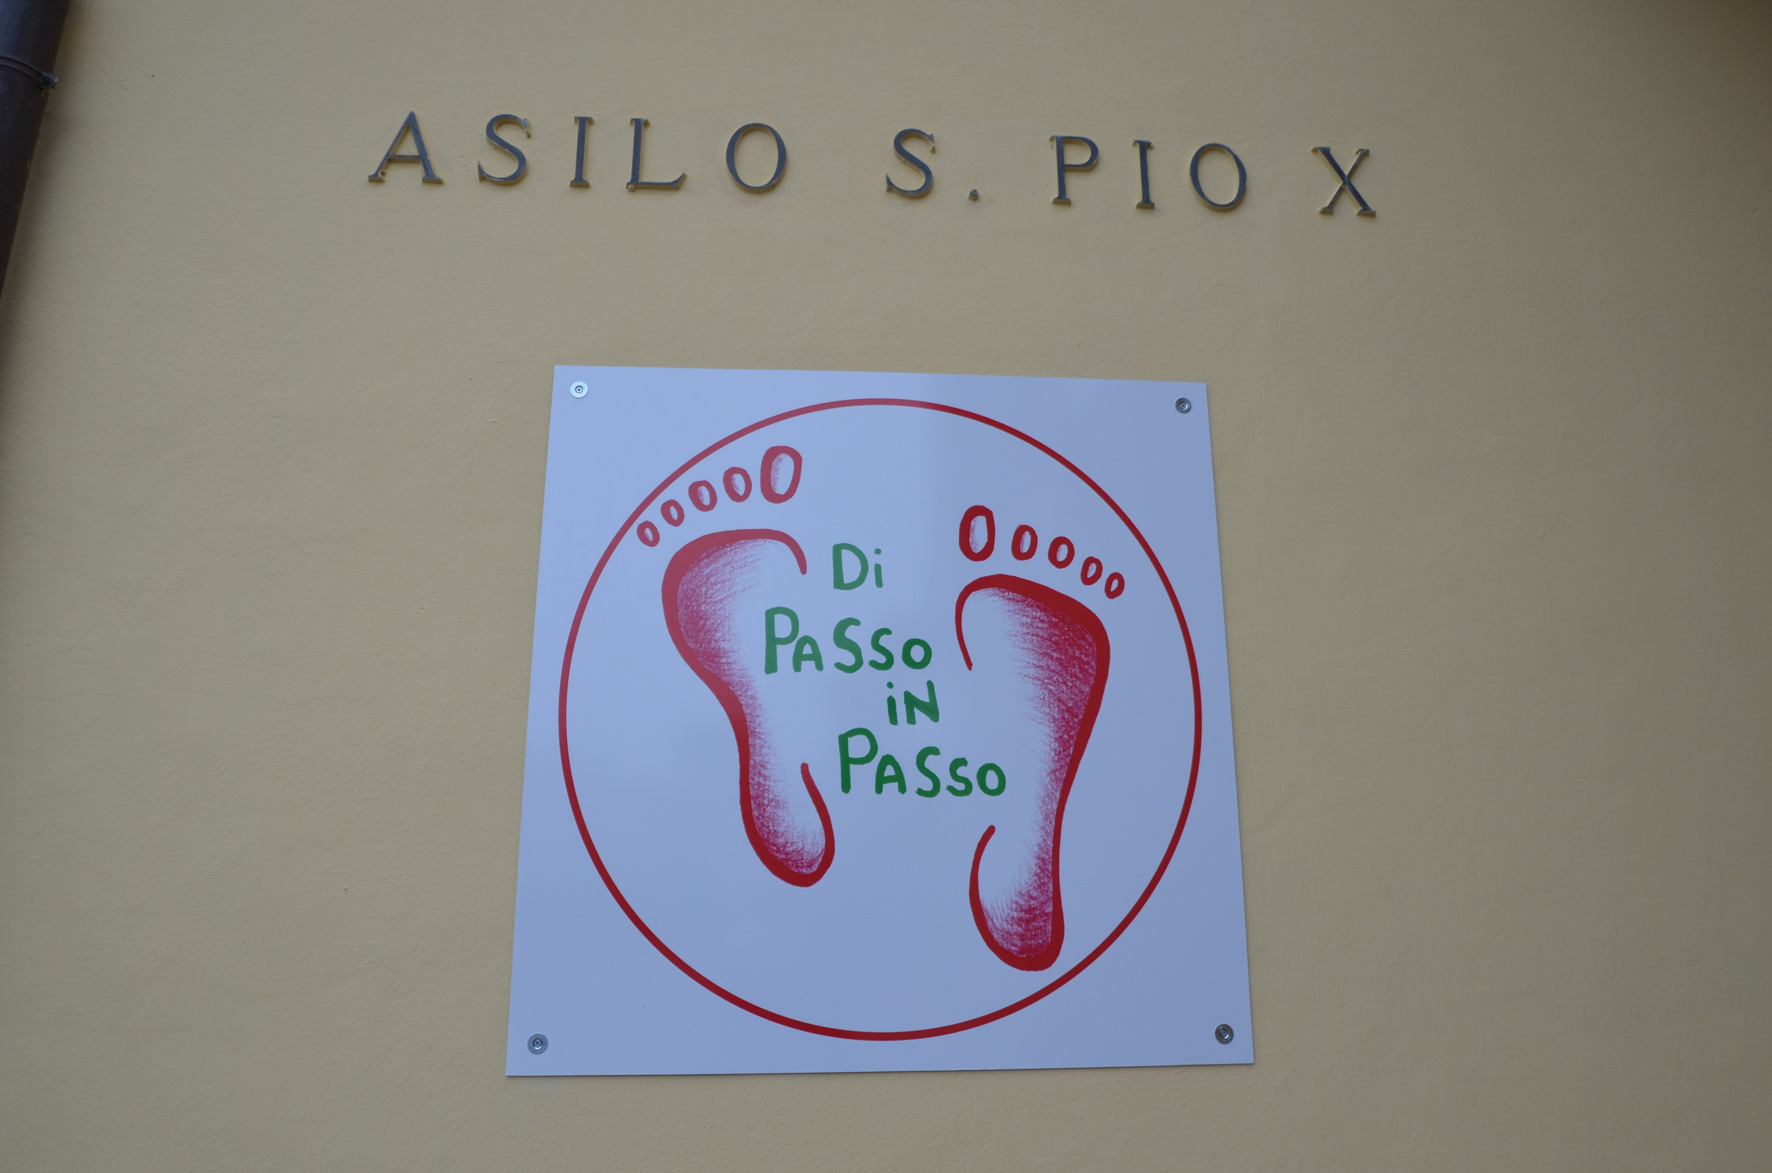 ASILO S. PIO X
Di
PASSO
iN
PASSO